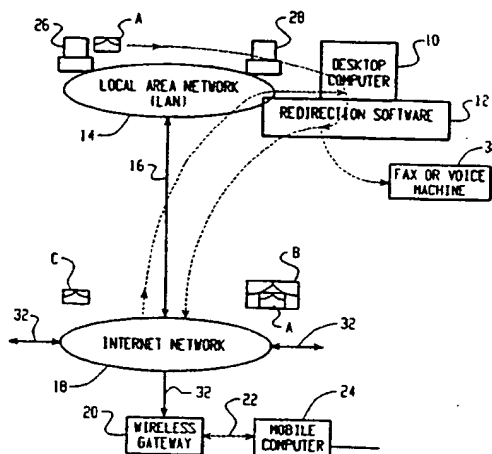 26
A
28
10
DESKTOP
COMPUTER
LOCAL AREA NETWORK
(LAN)
REDIRECTION SOFTWARE
12
14
16
3
FAX OR VOICE
MACHINE
C
B
A
32
INTERNET NETWORK
32
18
32
20
22
24
WIRELESS
GATEWAY
MOBILE
COMPUTER